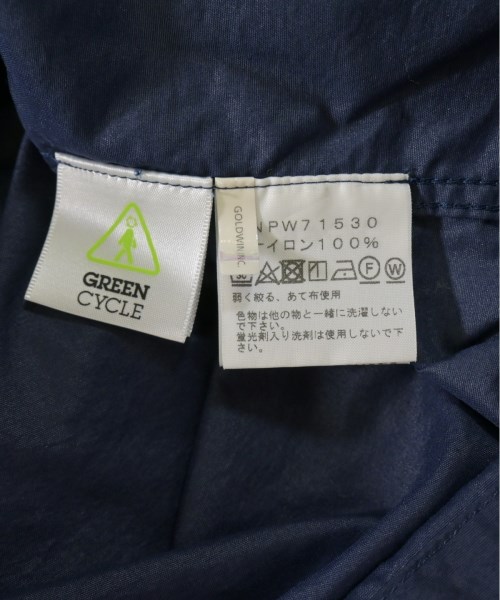 GREEN
CYCLE
GOLDWIN INC
NPW71530
イロン100%
F W
弱く絞る、あて布使用
色物は他の物と一緒に洗濯しない
で下さい。
蛍光剤入り洗剤は使用しないで下
さい。